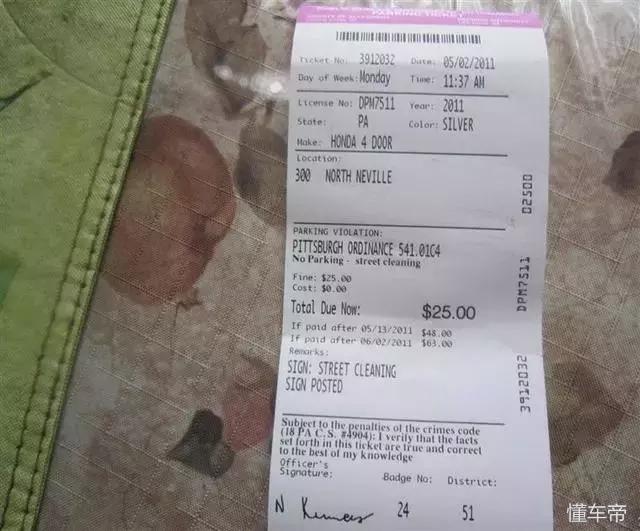 PARKING TICKET
Ticket No: 3912032 Date: 05/02/2011
Day of Week: Monday Time: 11:37 AM
License No: DPM7511 Year: 2011
State: PA Color: SILVER
Make: HONDA 4 DOOR
Location:
300 NORTH NEVILLE
PARKING VIOLATION:
PITTSBURGH ORDINANCE 541.01C4
No Parking - street cleaning
Fine: $25.00
Cost: $0.00
Total Due Now: $25.00
If paid after 05/13/2011 $48.00
If paid after 06/02/2011 $63.00
Remarks:
SIGN: STREET CLEANING
SIGN POSTED
Subject to the penalties of the crimes code
(18 PA C. S. #4904): I verify that the facts
set forth in this ticket are true and correct
to the best of my knowledge
Officer's
Signature: Badge No: District:
N 24 51
3912032 DPM7511 02500
懂车帝